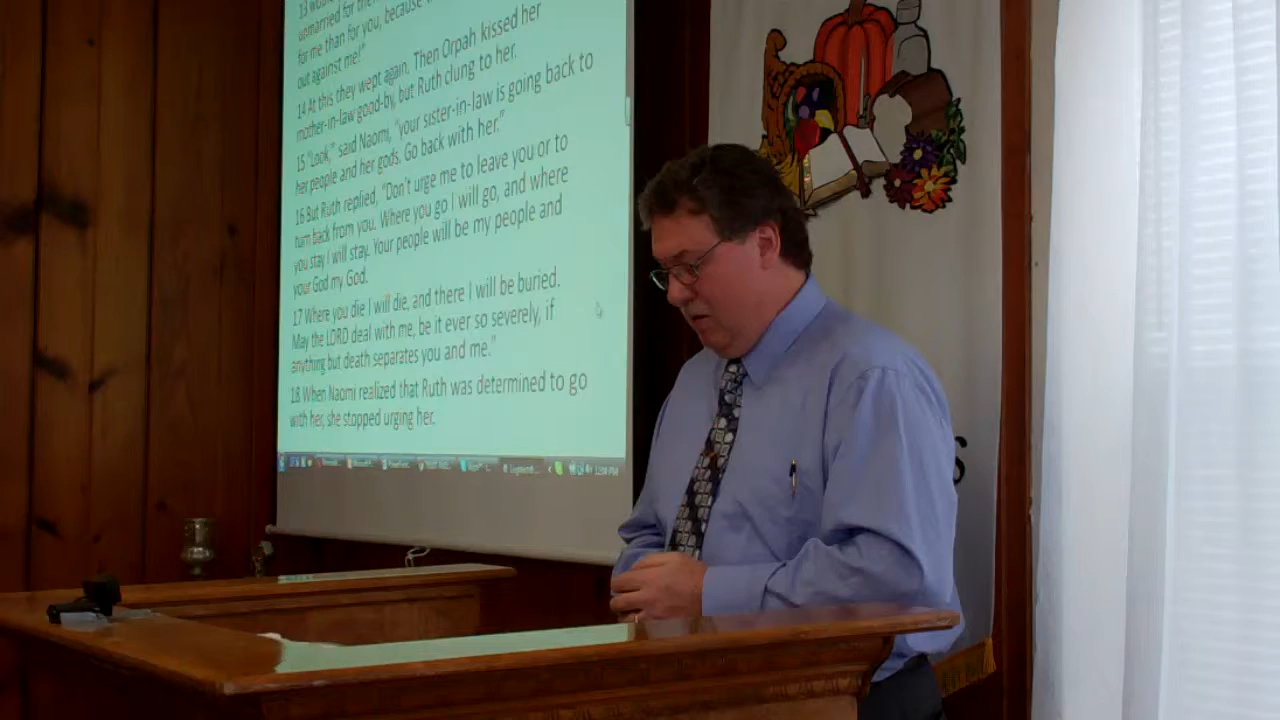 unmarried for
for me than for you, because
out against me!"
14 At this they wept again. Then Orpah kissed her
mother-in-law good-by, but Ruth clung to her.
15 "Look," said Naomi, "your sister-in-law is going back to
her people and her gods. Go back with her."
16 But Ruth replied, "Don't urge me to leave you or to
turn back from you. Where you go I will go, and where
you stay I will stay. Your people will be my people and
your God my God.
17 Where you die I will die, and there I will be buried.
May the LORD deal with me, be it ever so severely, if
anything but death separates you and me."
18 When Naomi realized that Ruth was determined to go
with her, she stopped urging her.
S